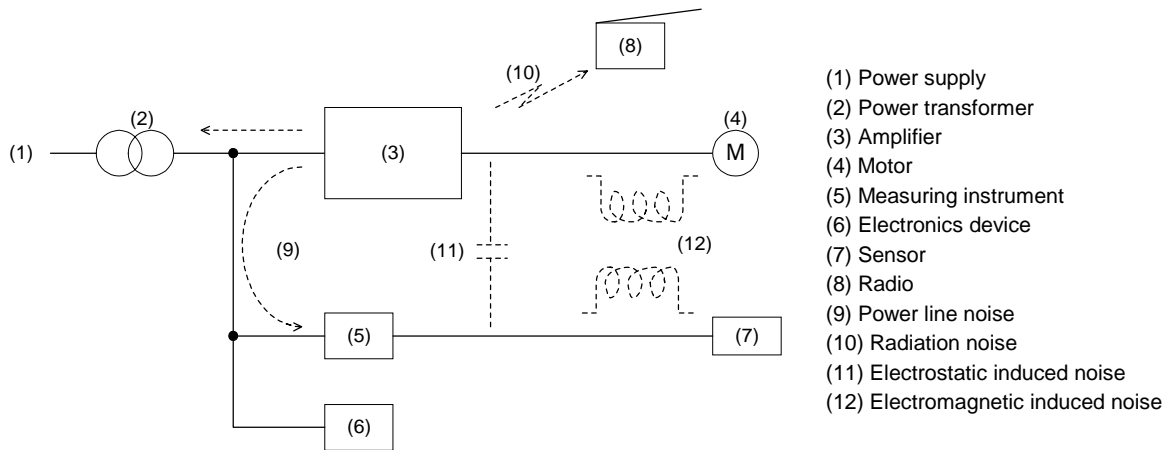 (8)
(10)
(2)
(4)
(1)
(3)
M
(9)
(11)
(12)
(5)
(7)
(6)
(1) Power supply
(2) Power transformer
(3) Amplifier
(4) Motor
(5) Measuring instrument
(6) Electronics device
(7) Sensor
(8) Radio
(9) Power line noise
(10) Radiation noise
(11) Electrostatic induced noise
(12) Electromagnetic induced noise